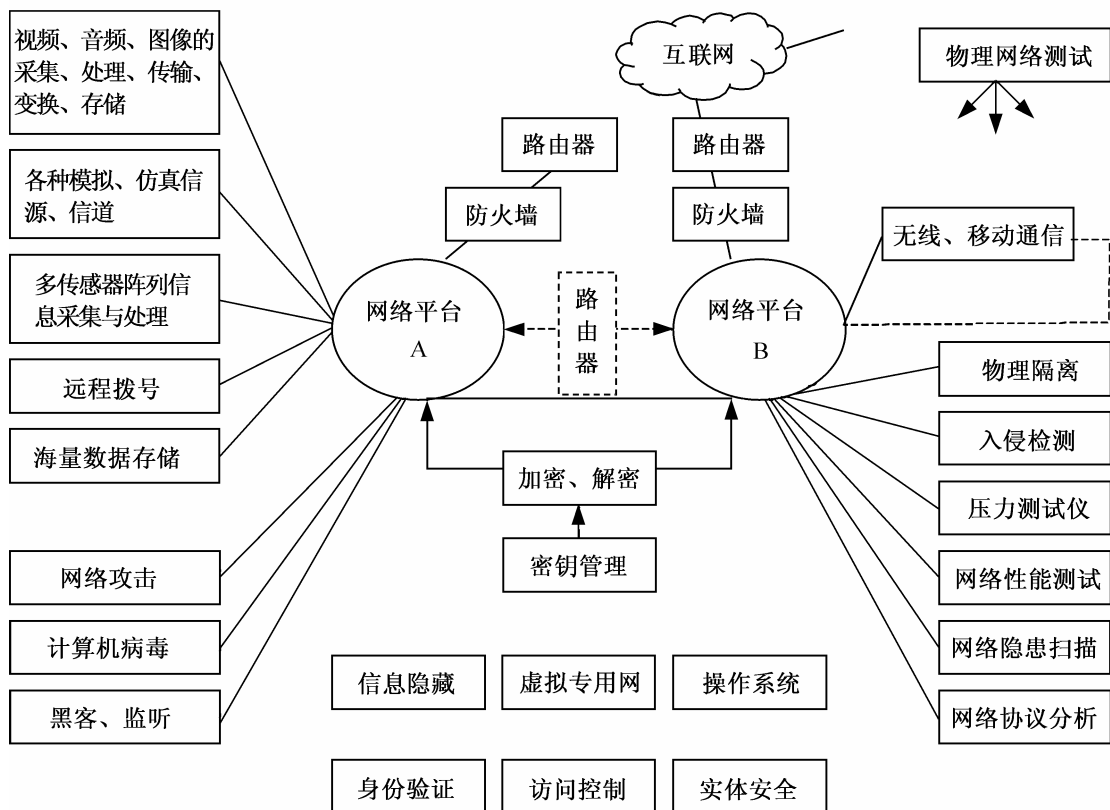 视频、音频、图像的
采集、处理、传输、
变换、存储
各种模拟、仿真信
源、信道
多传感器阵列信
息采集与处理
远程拨号
海量数据存储
网络攻击
计算机病毒
黑客、监听
互联网
路由器
防火墙
路由器
防火墙
网络平台
A
路
由
器
网络平台
B
加密、解密
密钥管理
信息隐藏
虚拟专用网
操作系统
身份验证
访问控制
实体安全
物理网络测试
无线、移动通信
物理隔离
入侵检测
压力测试仪
网络性能测试
网络隐患扫描
网络协议分析